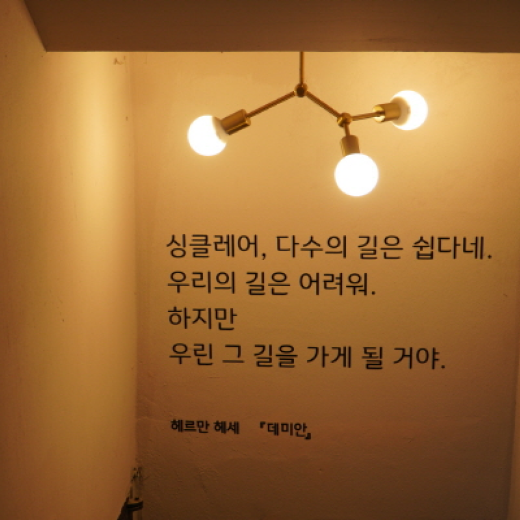 싱클레어, 다수의 길은 쉽다네.
우리의 길은 어려워.
하지만
우린 그 길을 가게 될 거야.
헤르만 헤세 『데미안』